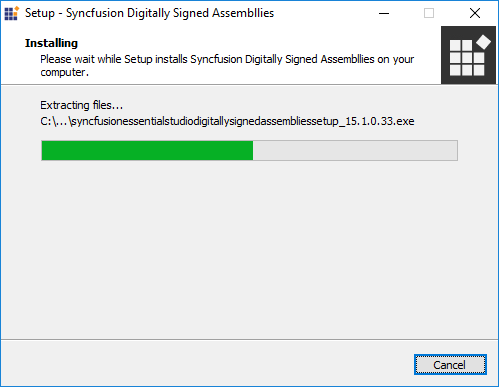 Setup - Syncfusion Digitally Signed Assembllies
Installing
Please wait while Setup installs Syncfusion Digitally Signed Assembllies on your
computer.
Extracting files...
C:\...\syncfusionessentialstudiodigitallysignedassembliessetup_15.1.0.33.exe
Cancel